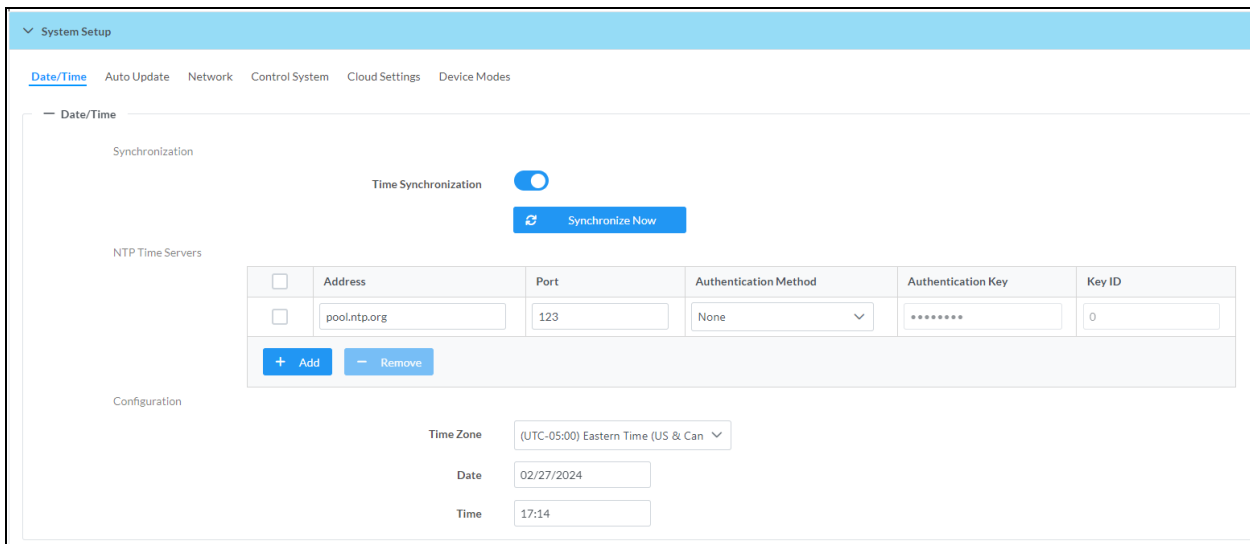 System Setup
Date/Time Auto Update Network Control System Cloud Settings Device Modes
Date/Time
Synchronization
Time Synchronization
Synchronize Now
NTP Time Servers
Address Port Authentication Method Authentication Key Key ID
pool.ntp.org 123 None •••••••• 0
+ Add − Remove
Configuration
Time Zone (UTC-05:00) Eastern Time (US & Can
Date 02/27/2024
Time 17:14